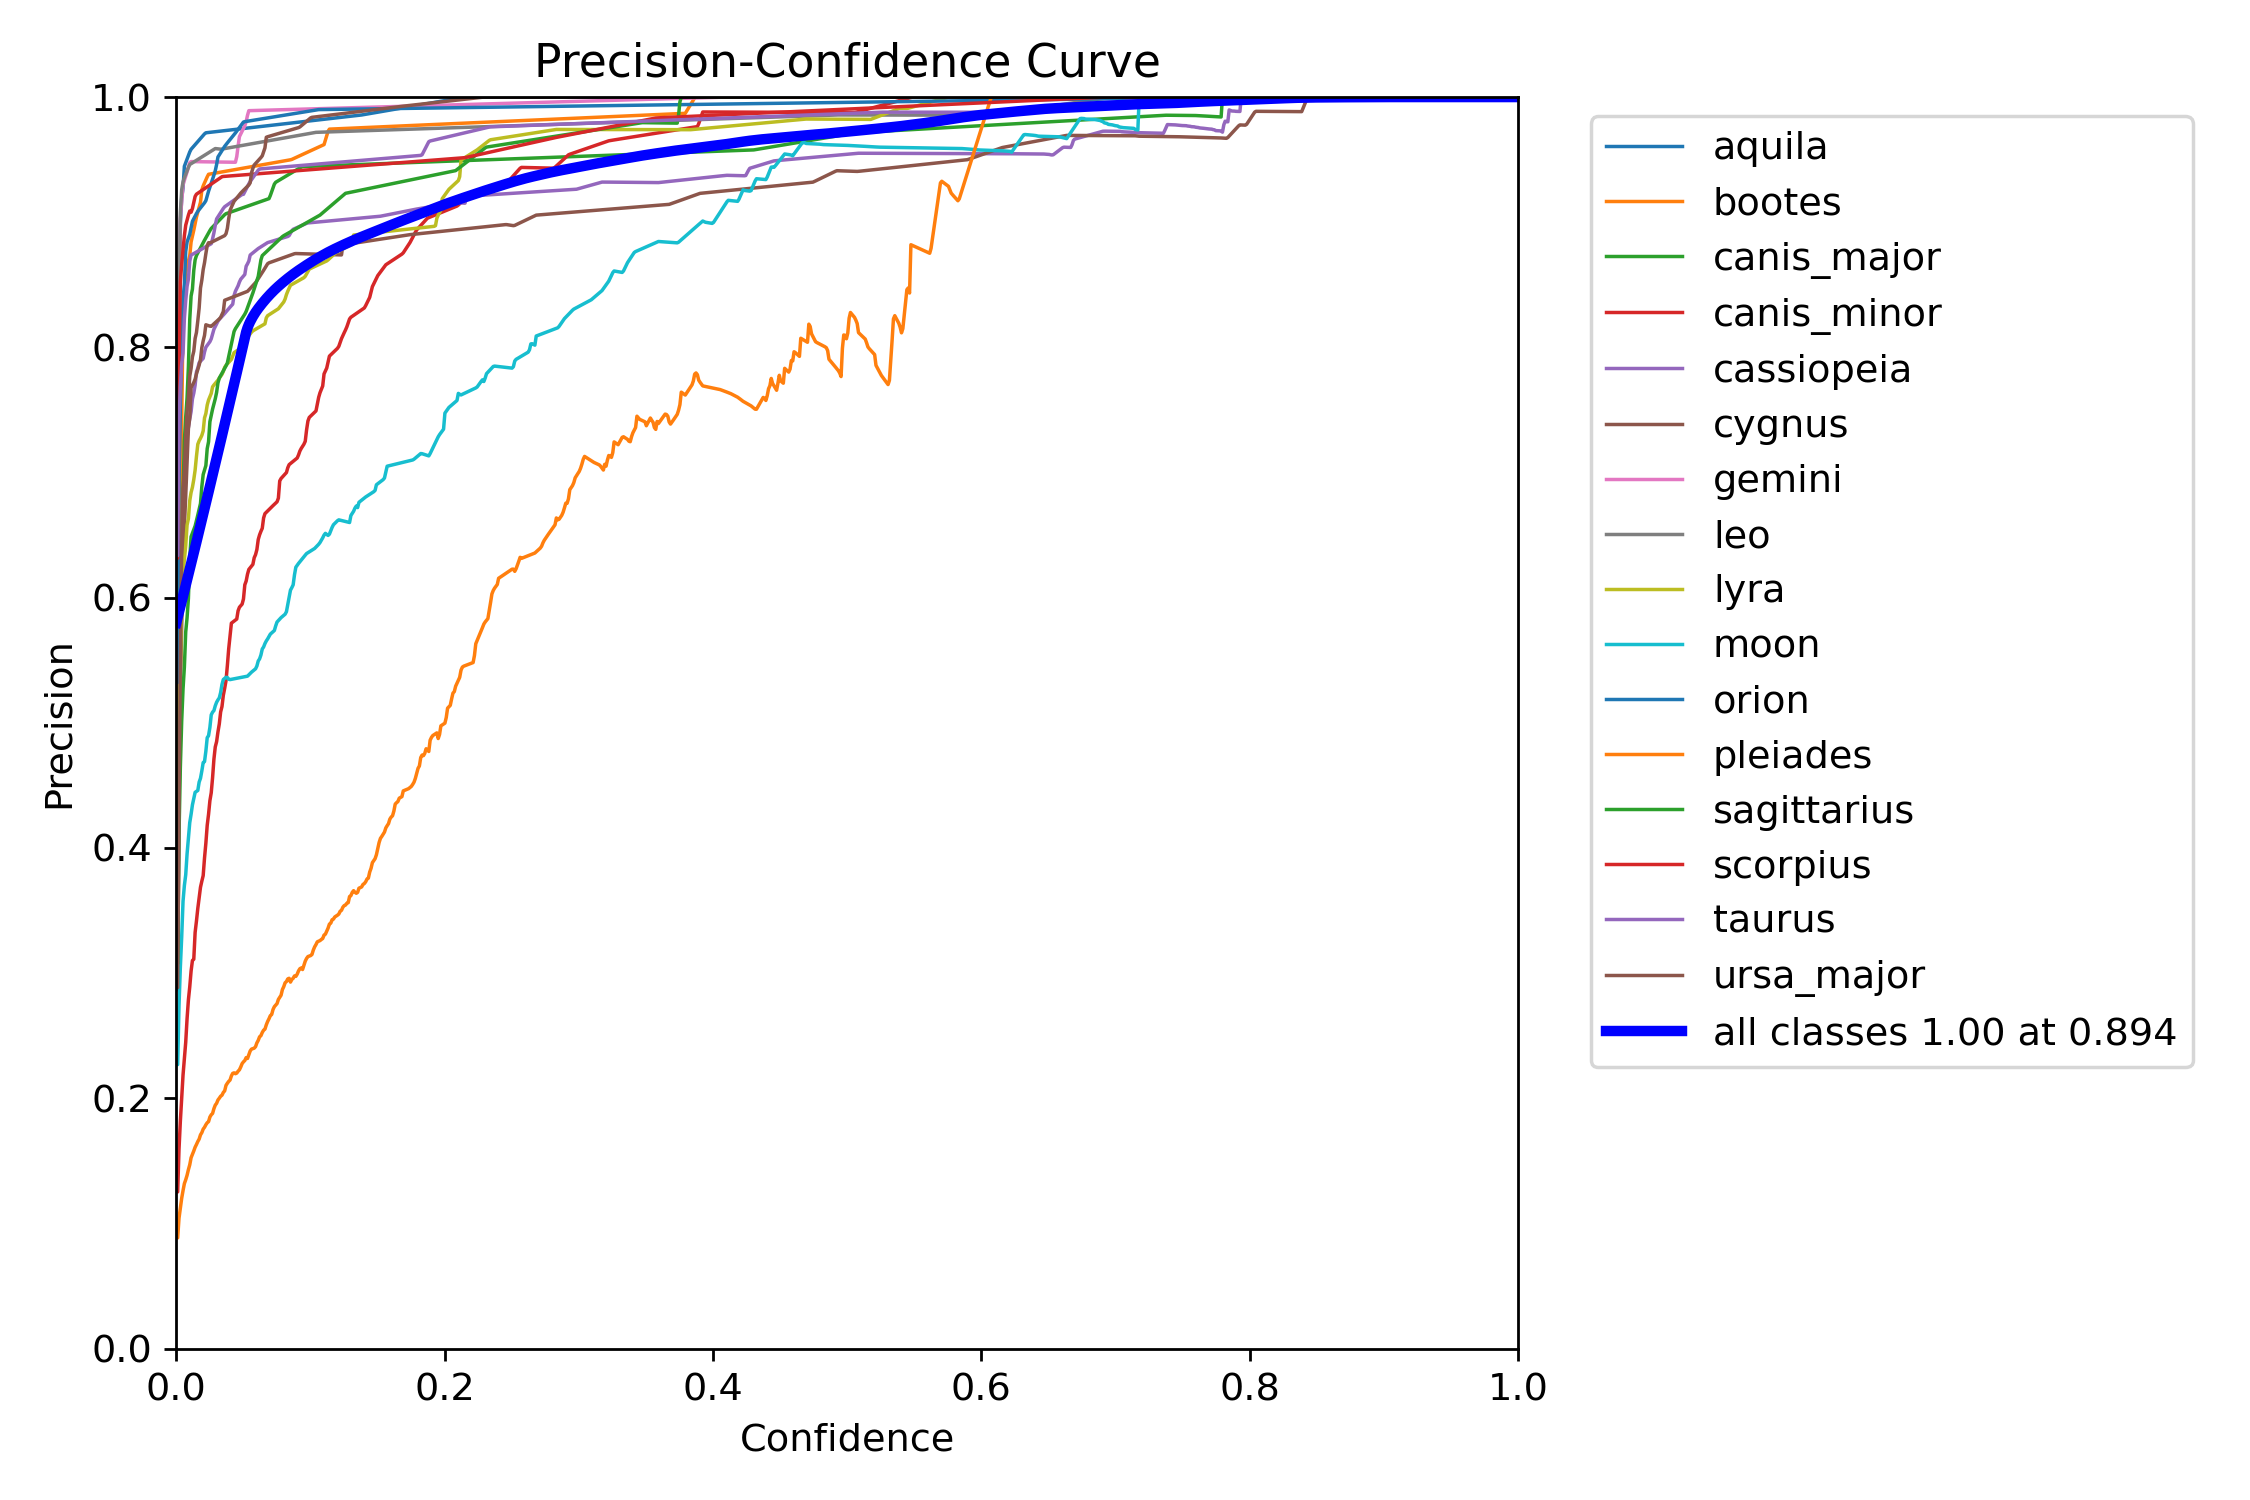 Precision-Confidence Curve
1.0
0.8
0.6
0.4
0.2
0.0
Precision
0.0 0.2 0.4 0.6 0.8 1.0
Confidence
aquila
bootes
canis_major
canis_minor
cassiopeia
cygnus
gemini
leo
lyra
moon
orion
pleiades
sagittarius
scorpius
taurus
ursa_major
all classes 1.00 at 0.894